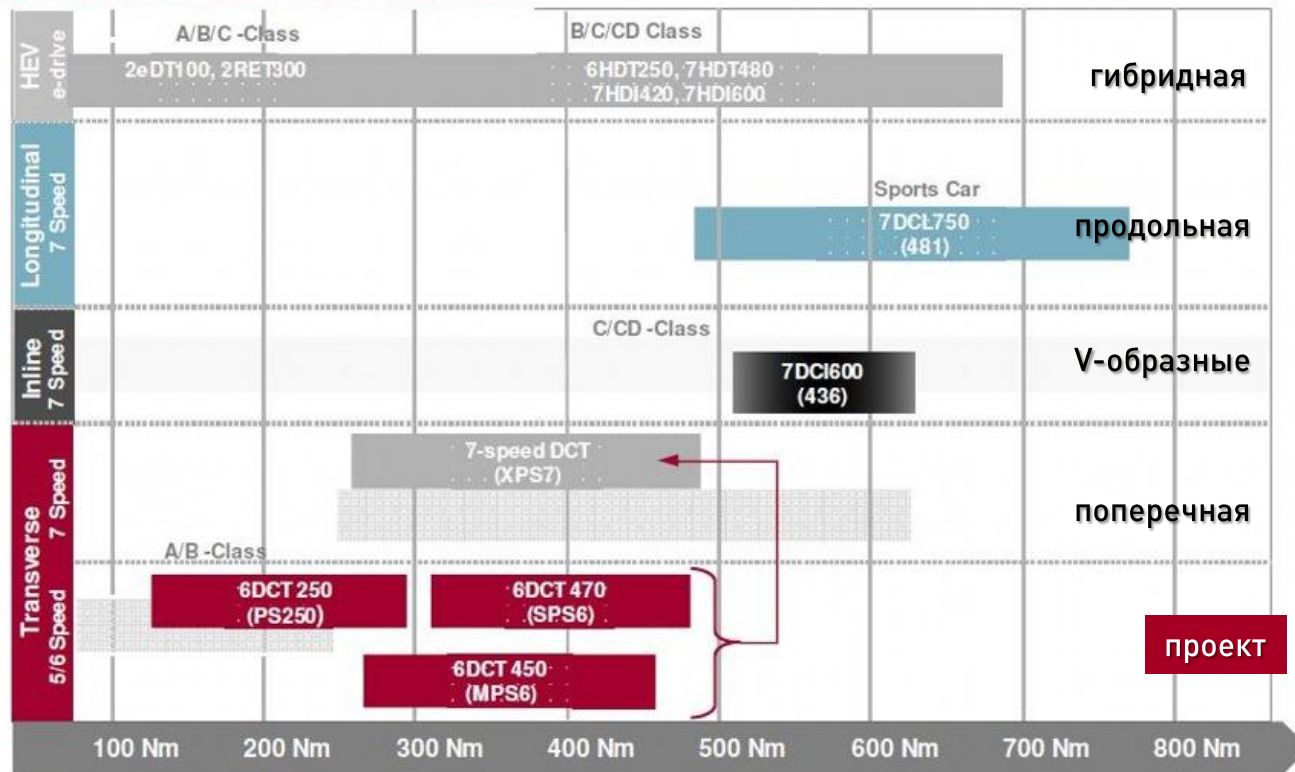 HEV
e-drive
A/B/C -Class
B/C/CD Class
2eDT100, 2RET300
6HDT250, 7HDT480
7HDI420, 7HDI600
гибридная
Longitudinal
7 Speed
Sports Car
7DCL750
(481)
продольная
Inline
7 Speed
C/CD -Class
7DCI600
(436)
V-образные
Transverse
7 Speed
7-speed DCT
(XPS7)
поперечная
5/6 Speed
A/B -Class
6DCT 250
(PS250)
6DCT 470
(SPS6)
6DCT 450
(MPS6)
проект
100 Nm
200 Nm
300 Nm
400 Nm
500 Nm
600 Nm
700 Nm
800 Nm